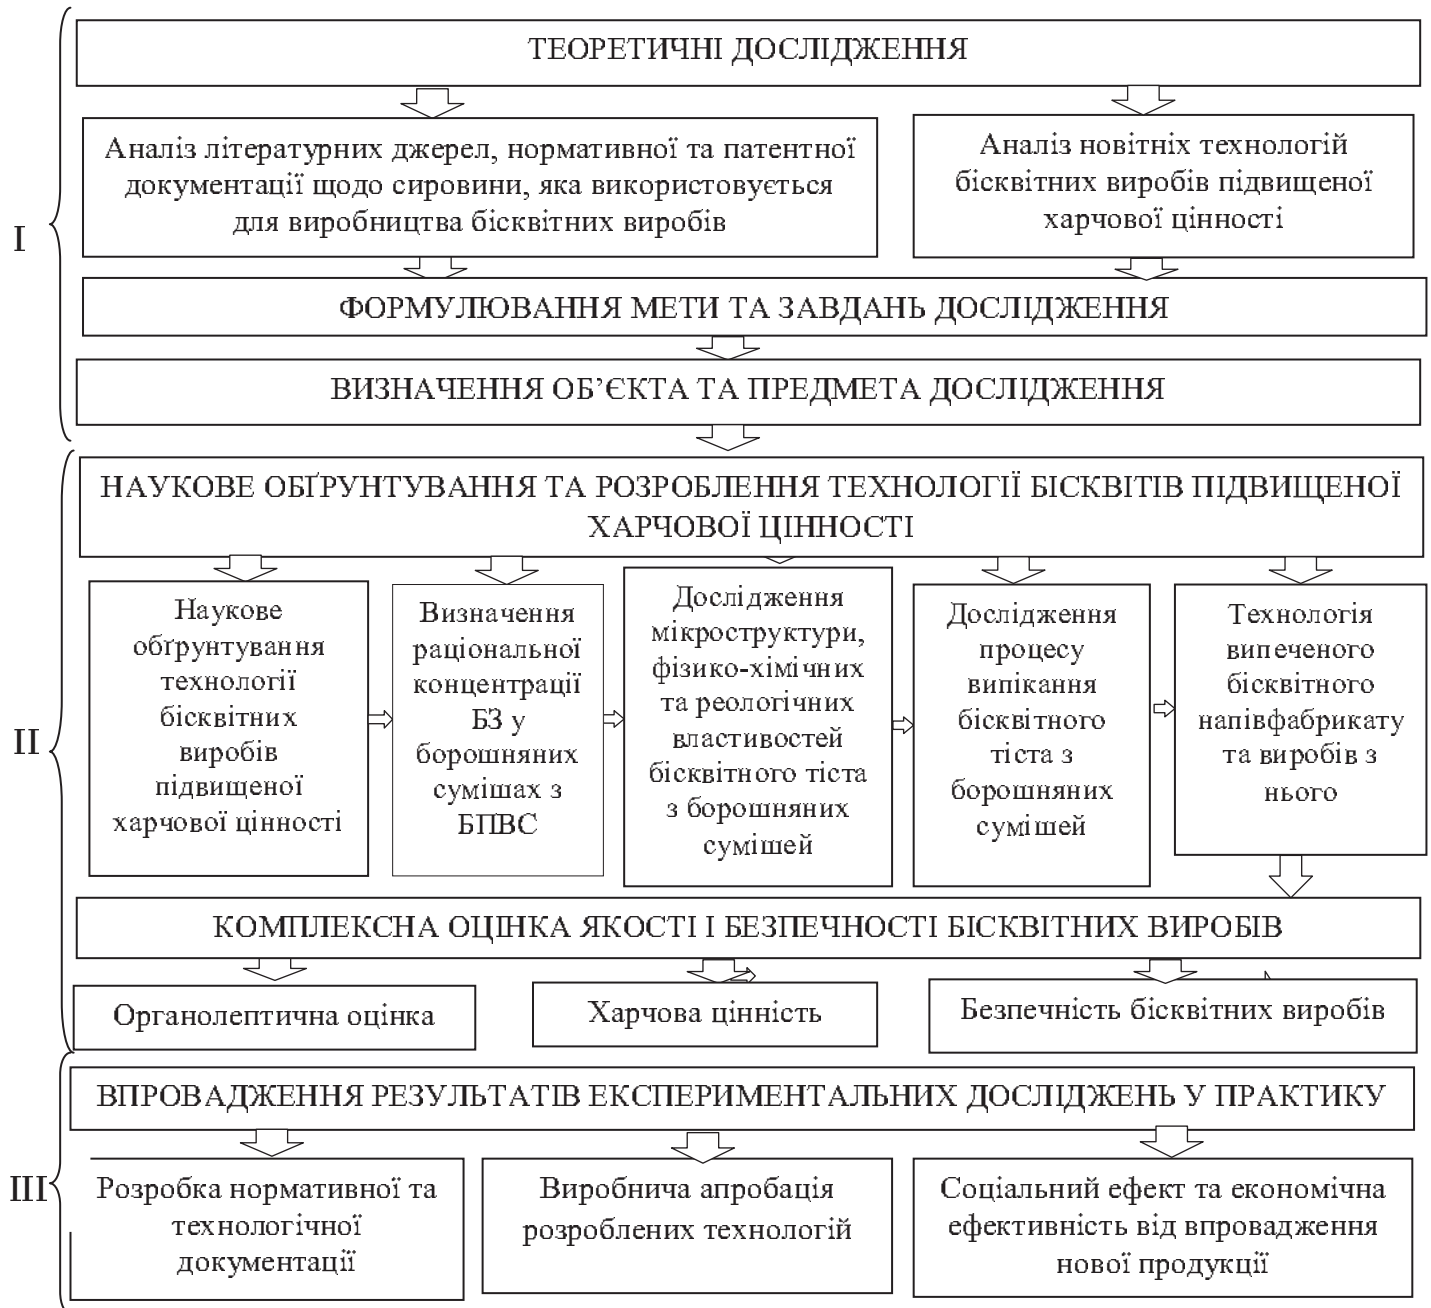 ТЕОРЕТИЧНІ ДОСЛІДЖЕННЯ
Аналіз літературних джерел, нормативної та патентної
документації щодо сировини, яка використовується
для виробництва бісквітних виробів
Аналіз новітніх технологій
бісквітних виробів підвищеної
харчової цінності
I
ФОРМУЛЮВАННЯ МЕТИ ТА ЗАВДАНЬ ДОСЛІДЖЕННЯ
ВИЗНАЧЕННЯ ОБ’ЄКТА ТА ПРЕДМЕТА ДОСЛІДЖЕННЯ
НАУКОВЕ ОБҐРУНТУВАННЯ ТА РОЗРОБЛЕННЯ ТЕХНОЛОГІЇ БІСКВІТІВ ПІДВИЩЕНОЇ
ХАРЧОВОЇ ЦІННОСТІ
II
Наукове
обґрунтування
технології
бісквітних
виробів
підвищеної
харчової цінності
Визначення
раціональної
концентрації
БЗ у
борошняних
сумішах з
БПВС
Дослідження
мікроструктури,
фізико-хімічних
та реологічних
властивостей
бісквітного тіста
з борошняних
сумішей
Дослідження
процесу
випікання
бісквітного
тіста з
борошняних
сумішей
Технологія
випеченого
бісквітного
напівфабрикату
та виробів з
нього
КОМПЛЕКСНА ОЦІНКА ЯКОСТІ І БЕЗПЕЧНОСТІ БІСКВІТНИХ ВИРОБІВ
Органолептична оцінка
Харчова цінність
Безпечність бісквітних виробів
ВПРОВАДЖЕННЯ РЕЗУЛЬТАТІВ ЕКСПЕРИМЕНТАЛЬНИХ ДОСЛІДЖЕНЬ У ПРАКТИКУ
III
Розробка нормативної та
технологічної
документації
Виробнича апробація
розроблених технологій
Соціальний ефект та економічна
ефективність від впровадження
нової продукції